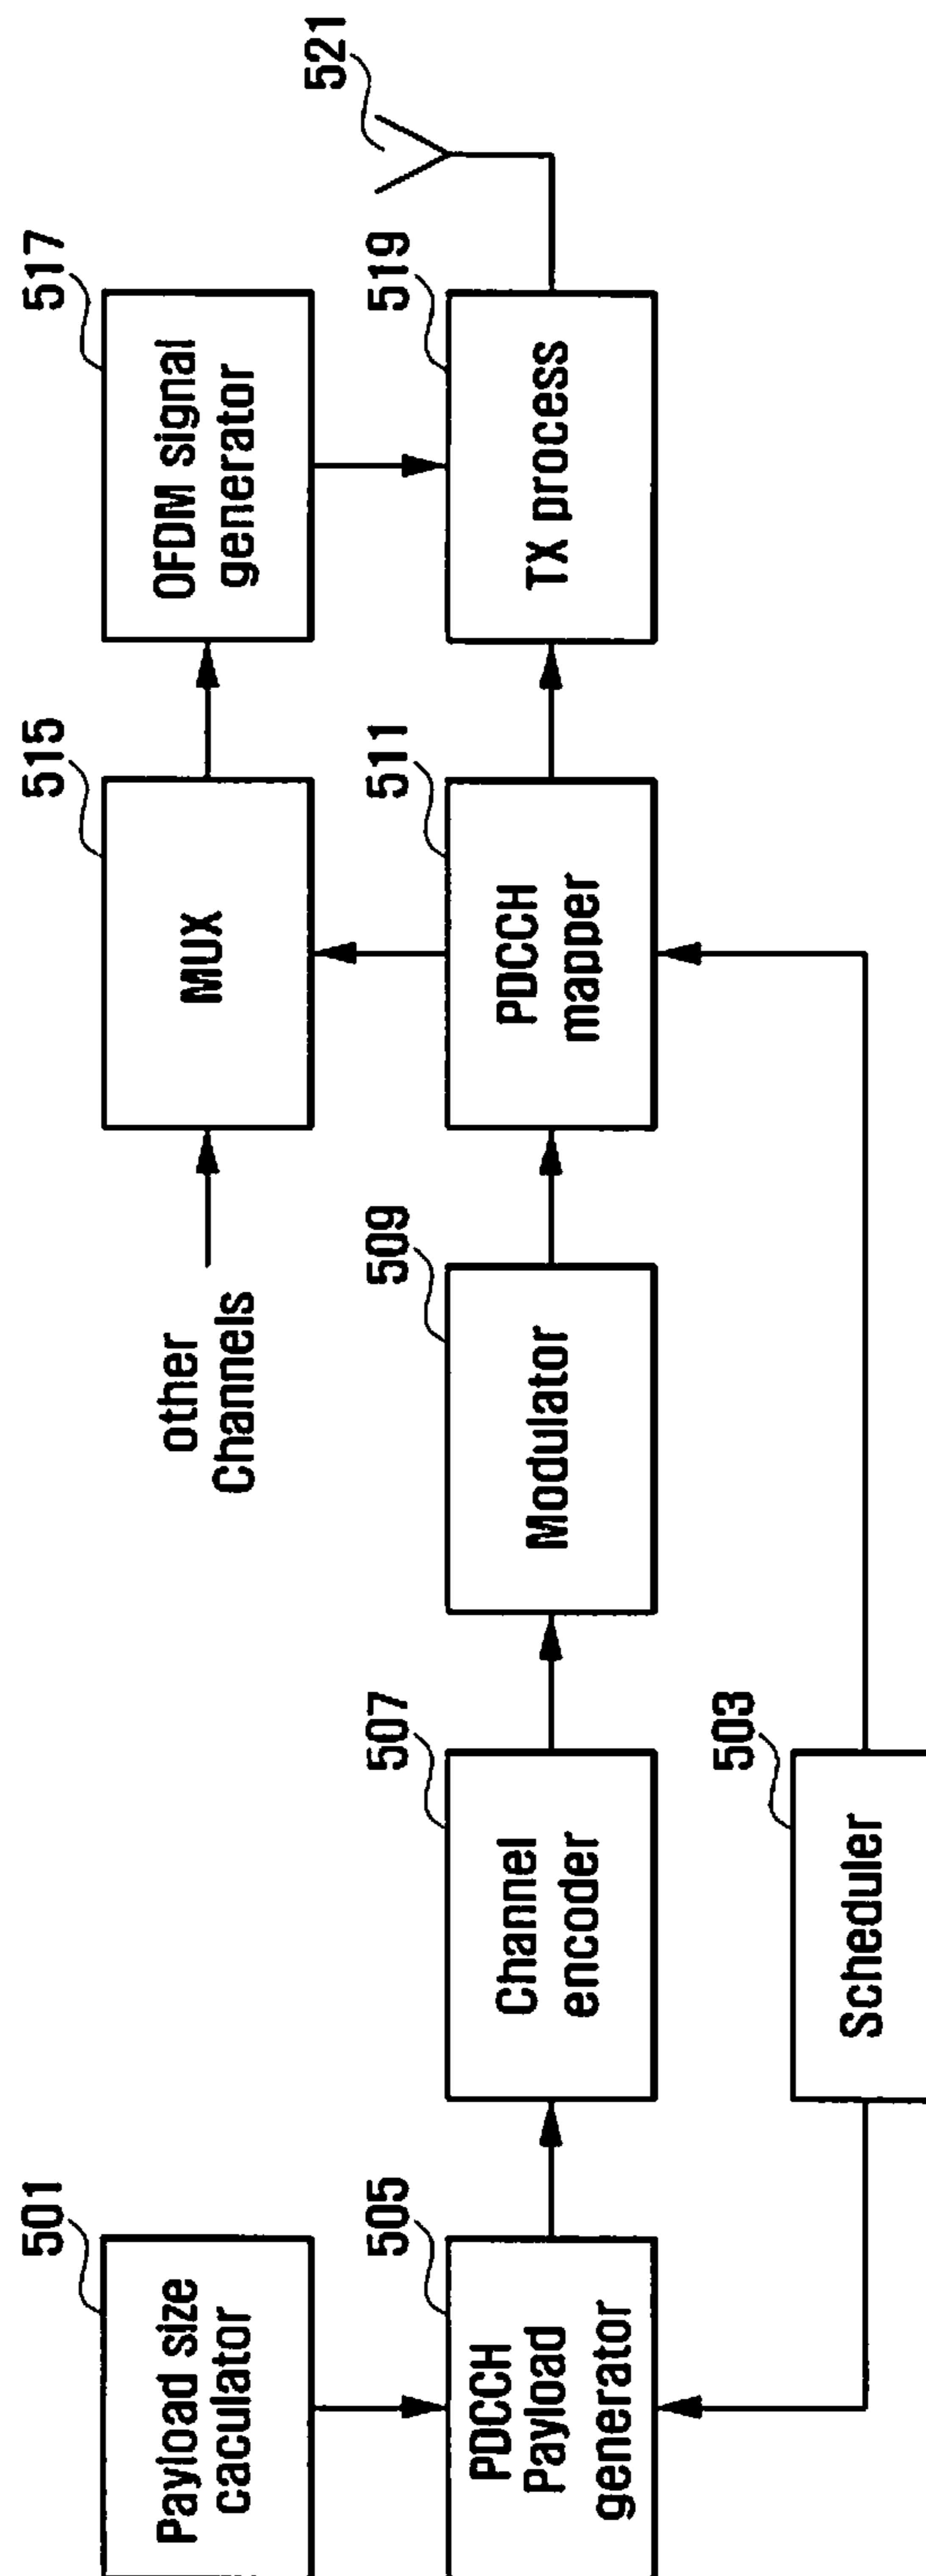 501
Payload size
caculator
505
PDCCH
Payload
generator
503
Scheduler
507
Channel
encoder
509
Modulator
other
Channels
515
MUX
511
PDCCH
mapper
517
OFDM signal
generator
519
TX process
521